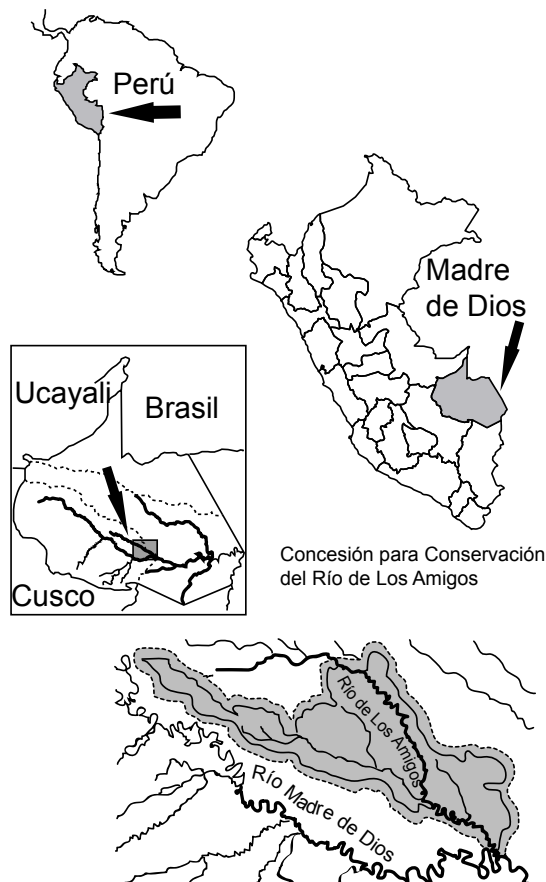 Perú
Madre
de Dios
Ucayali
Brasil
Cusco
Concesión para Conservación
del Río de Los Amigos
Río de Los Amigos
Río Madre de Dios